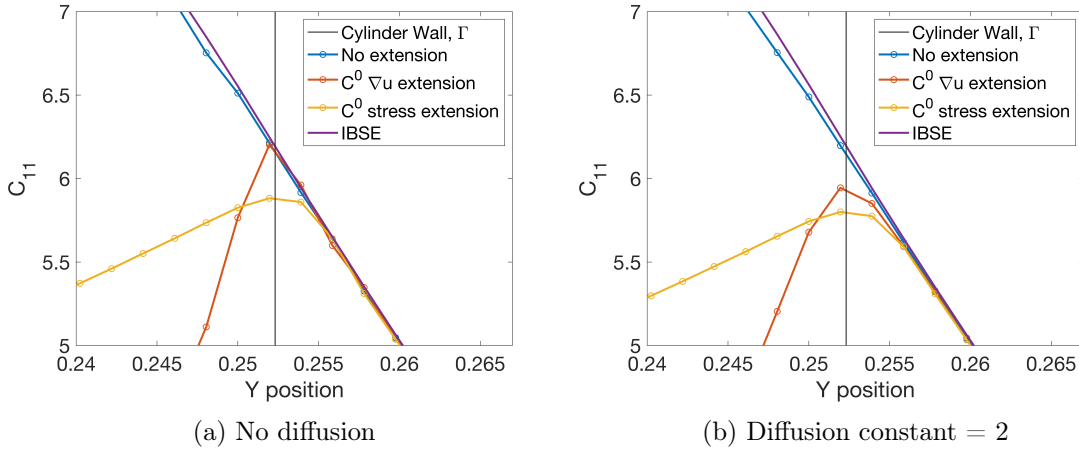 7
6.5
6
5.5
5
C₁₁
0.24
0.245
0.25
0.255
0.26
0.265
Y position
Cylinder Wall, Γ
No extension
C⁰ ∇u extension
C⁰ stress extension
IBSE
(a) No diffusion
7
6.5
6
5.5
5
C₁₁
0.24
0.245
0.25
0.255
0.26
0.265
Y position
Cylinder Wall, Γ
No extension
C⁰ ∇u extension
C⁰ stress extension
IBSE
(b) Diffusion constant = 2